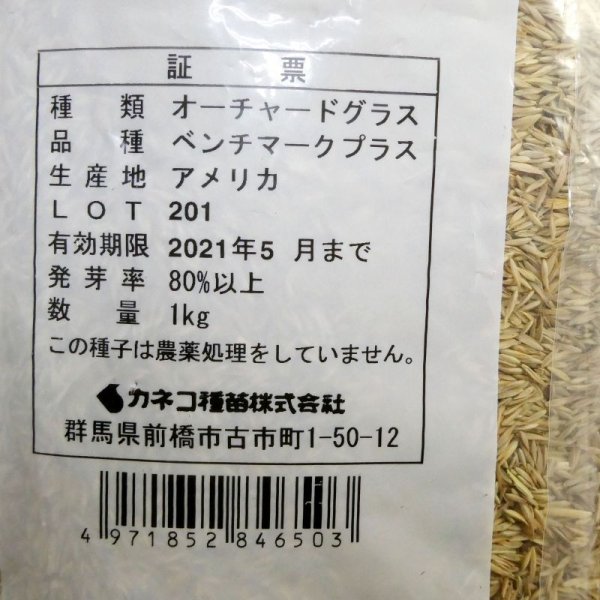 証 票
種 類 オーチャードグラス
品 種 ベンチマークプラス
生産地 アメリカ
LOT 201
有効期限 2021年5 月まで
発芽率 80%以上
数 量 1kg
この種子は農薬処理をしていません。
カネコ種苗株式会社
群馬県前橋市古市町1-50-12
4 971852 846503